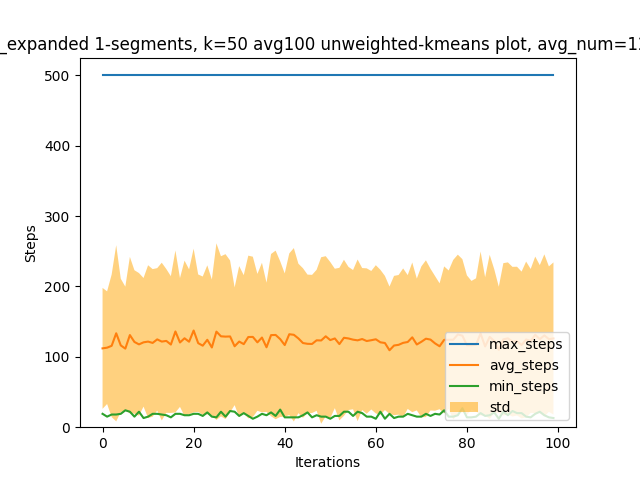 _expanded 1-segments, k=50 avg100 unweighted-kmeans plot, avg_num=12
500
400
300
200
100
0
Steps
0 20 40 60 80 100
Iterations
max_steps
avg_steps
min_steps
std